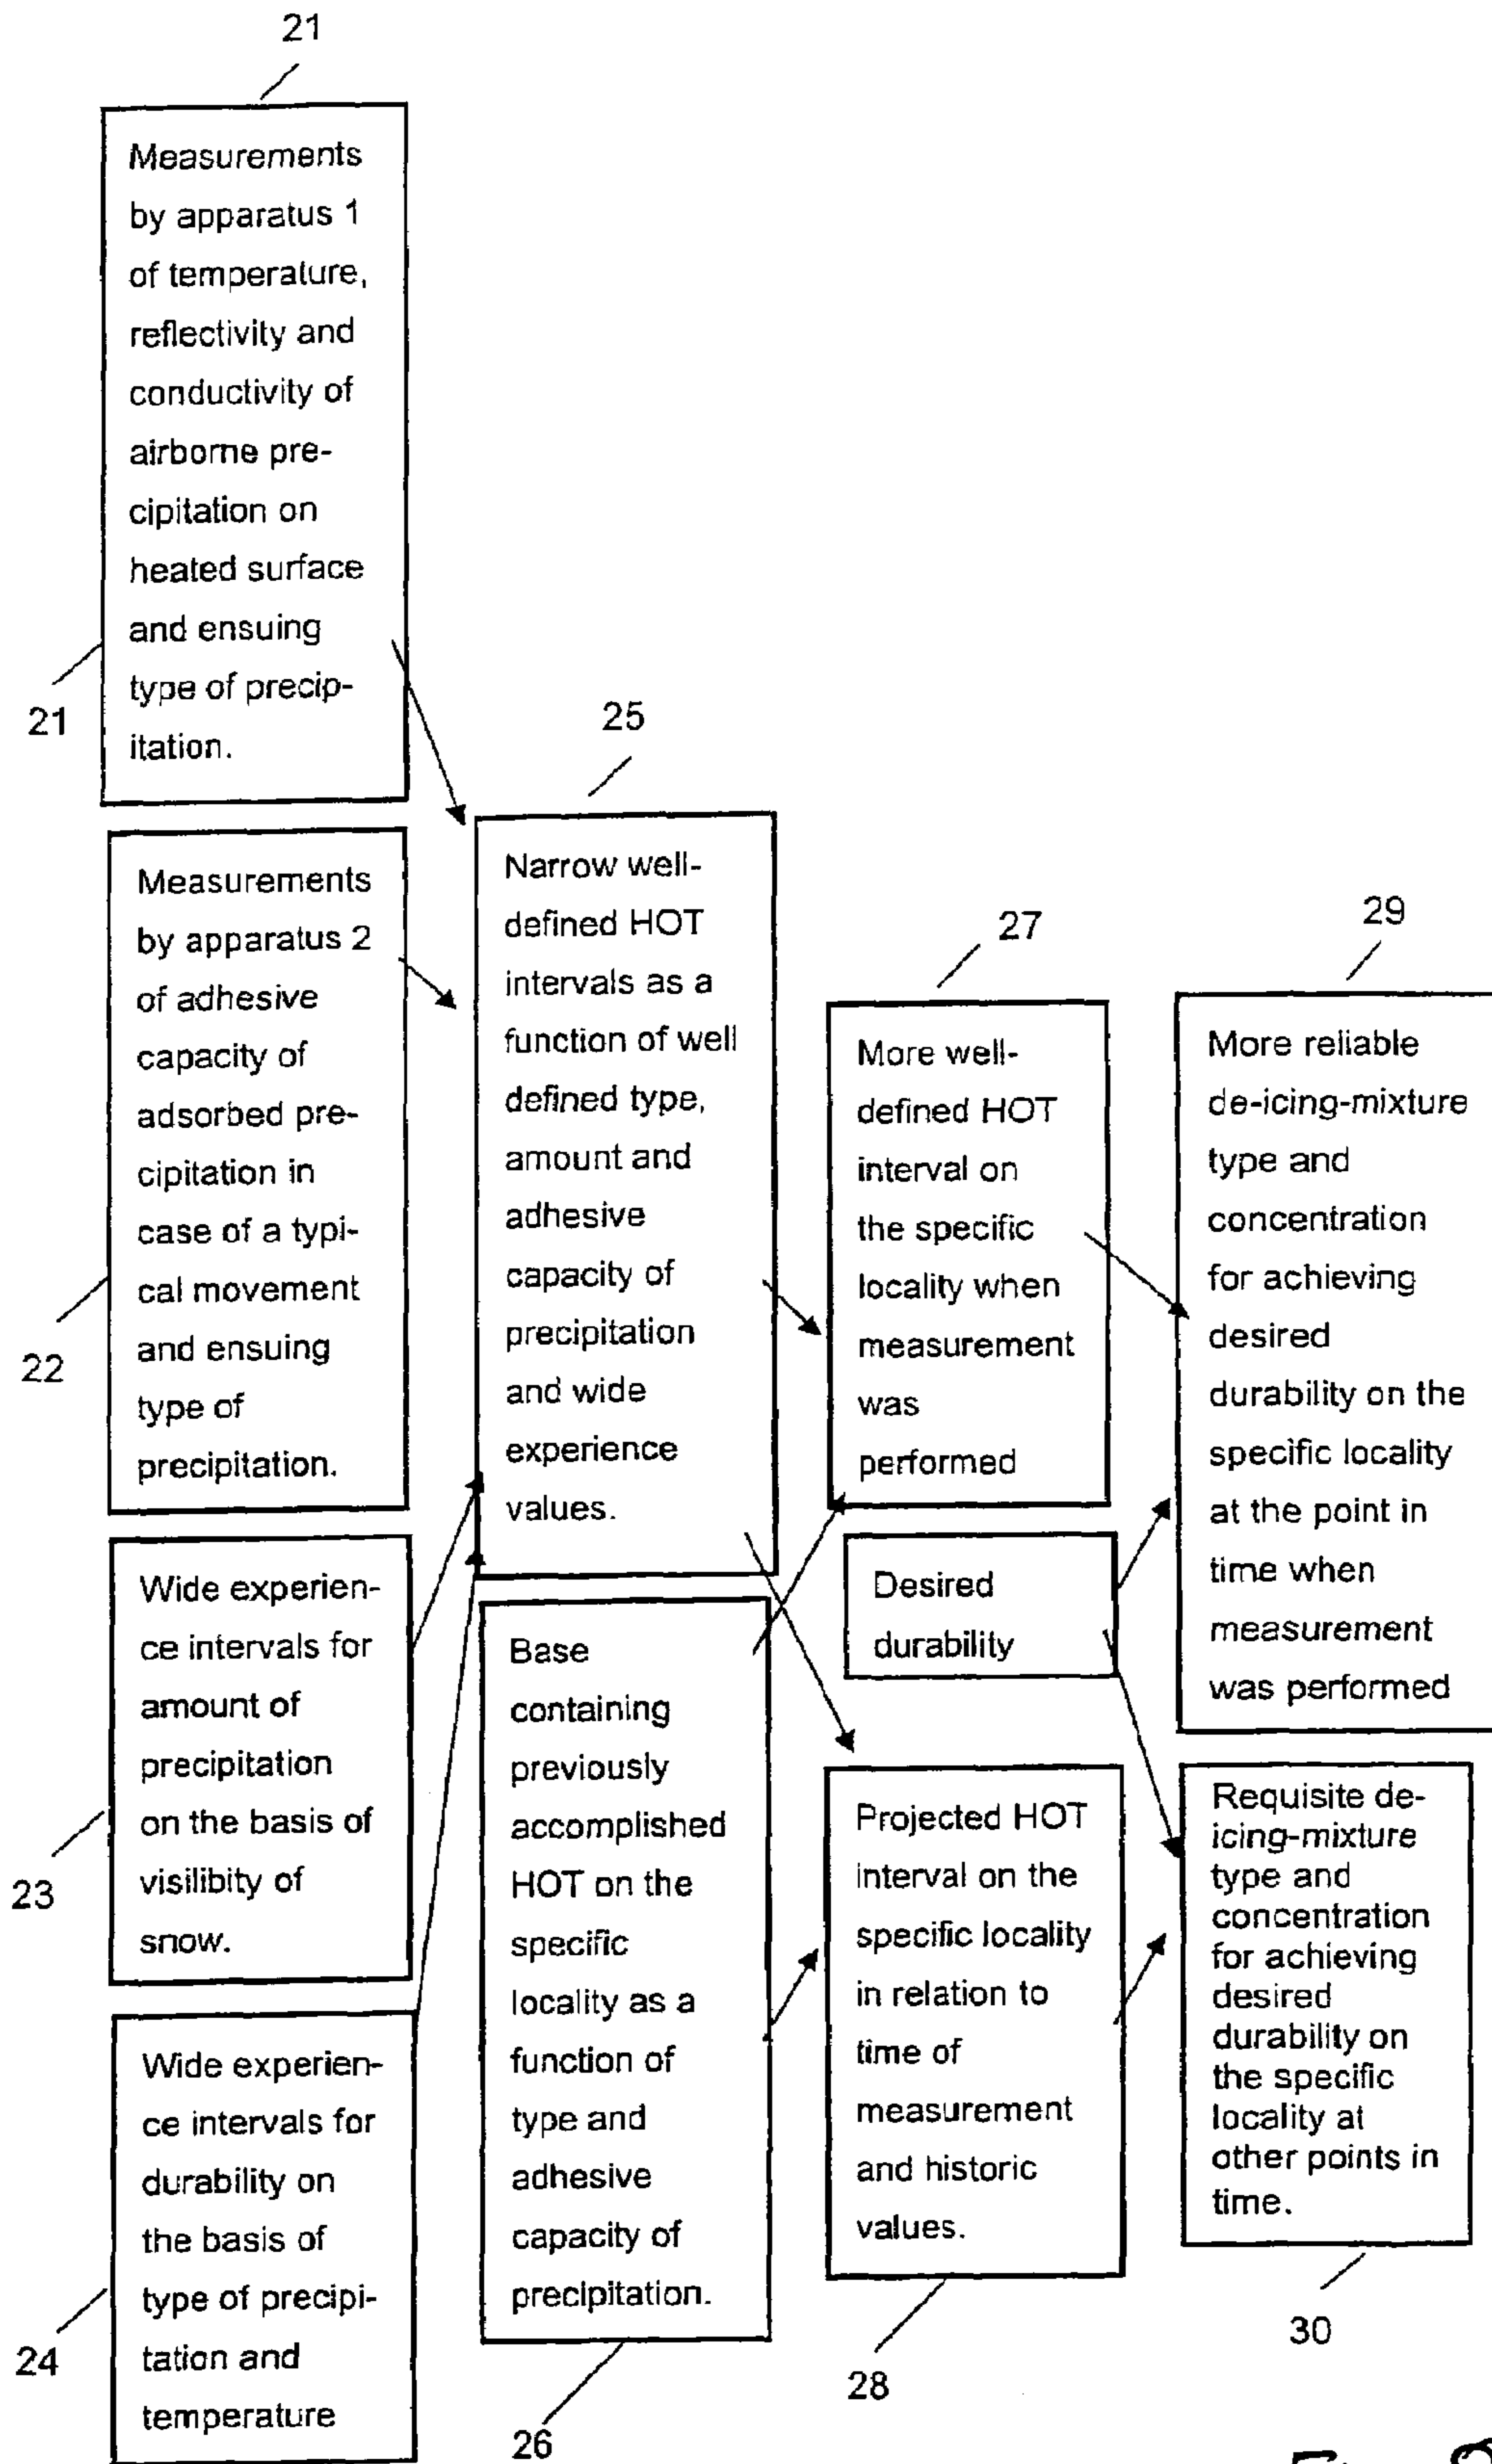 21
Measurements
by apparatus 1
of temperature,
reflectivity and
conductivity of
airborne pre-
cipitation on
heated surface
and ensuing
type of precip-
itation.
21
Measurements
by apparatus 2
of adhesive
capacity of
adsorbed pre-
cipitation in
case of a typi-
cal movement
and ensuing
type of
precipitation.
22
Wide experien-
ce intervals for
amount of
precipitation
on the basis of
visilibity of
snow.
23
Wide experien-
ce intervals for
durability on
the basis of
type of precipi-
tation and
temperature
24
25
Narrow well-
defined HOT
intervals as a
function of well
defined type,
amount and
adhesive
capacity of
precipitation
and wide
experience
values.
Base
containing
previously
accomplished
HOT on the
specific
locality as a
function of
type and
adhesive
capacity of
precipitation.
26
27
More well-
defined HOT
interval on
the specific
locality when
measurement
was
performed
Desired
durability
Projected HOT
interval on the
specific locality
in relation to
time of
measurement
and historic
values.
28
29
More reliable
de-icing-mixture
type and
concentration
for achieving
desired
durability on the
specific locality
at the point in
time when
measurement
was performed
Requisite de-
icing-mixture
type and
concentration
for achieving
desired
durability on
the specific
locality at
other points in
time.
30